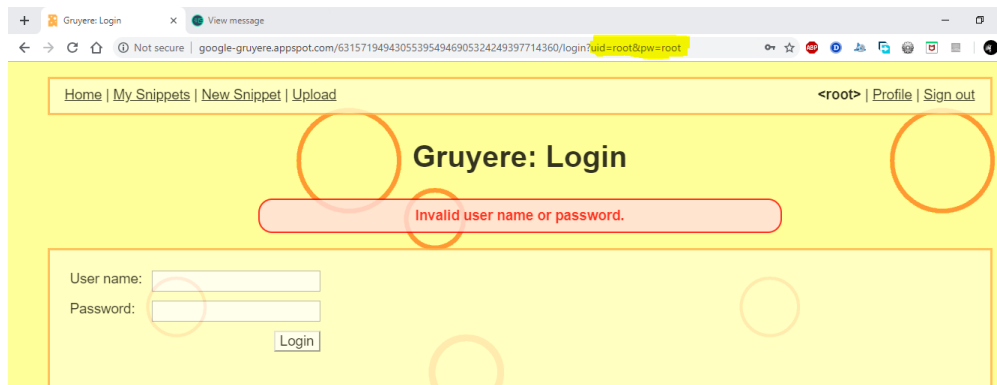 Gruyere: Login
View message
Not secure | google-gruyere.appspot.com/631571949430553954946905324249397714360/login?uid=root&pw=root
ABP
Home | My Snippets | New Snippet | Upload
<root> | Profile | Sign out
Gruyere: Login
Invalid user name or password.
User name:
Password:
Login